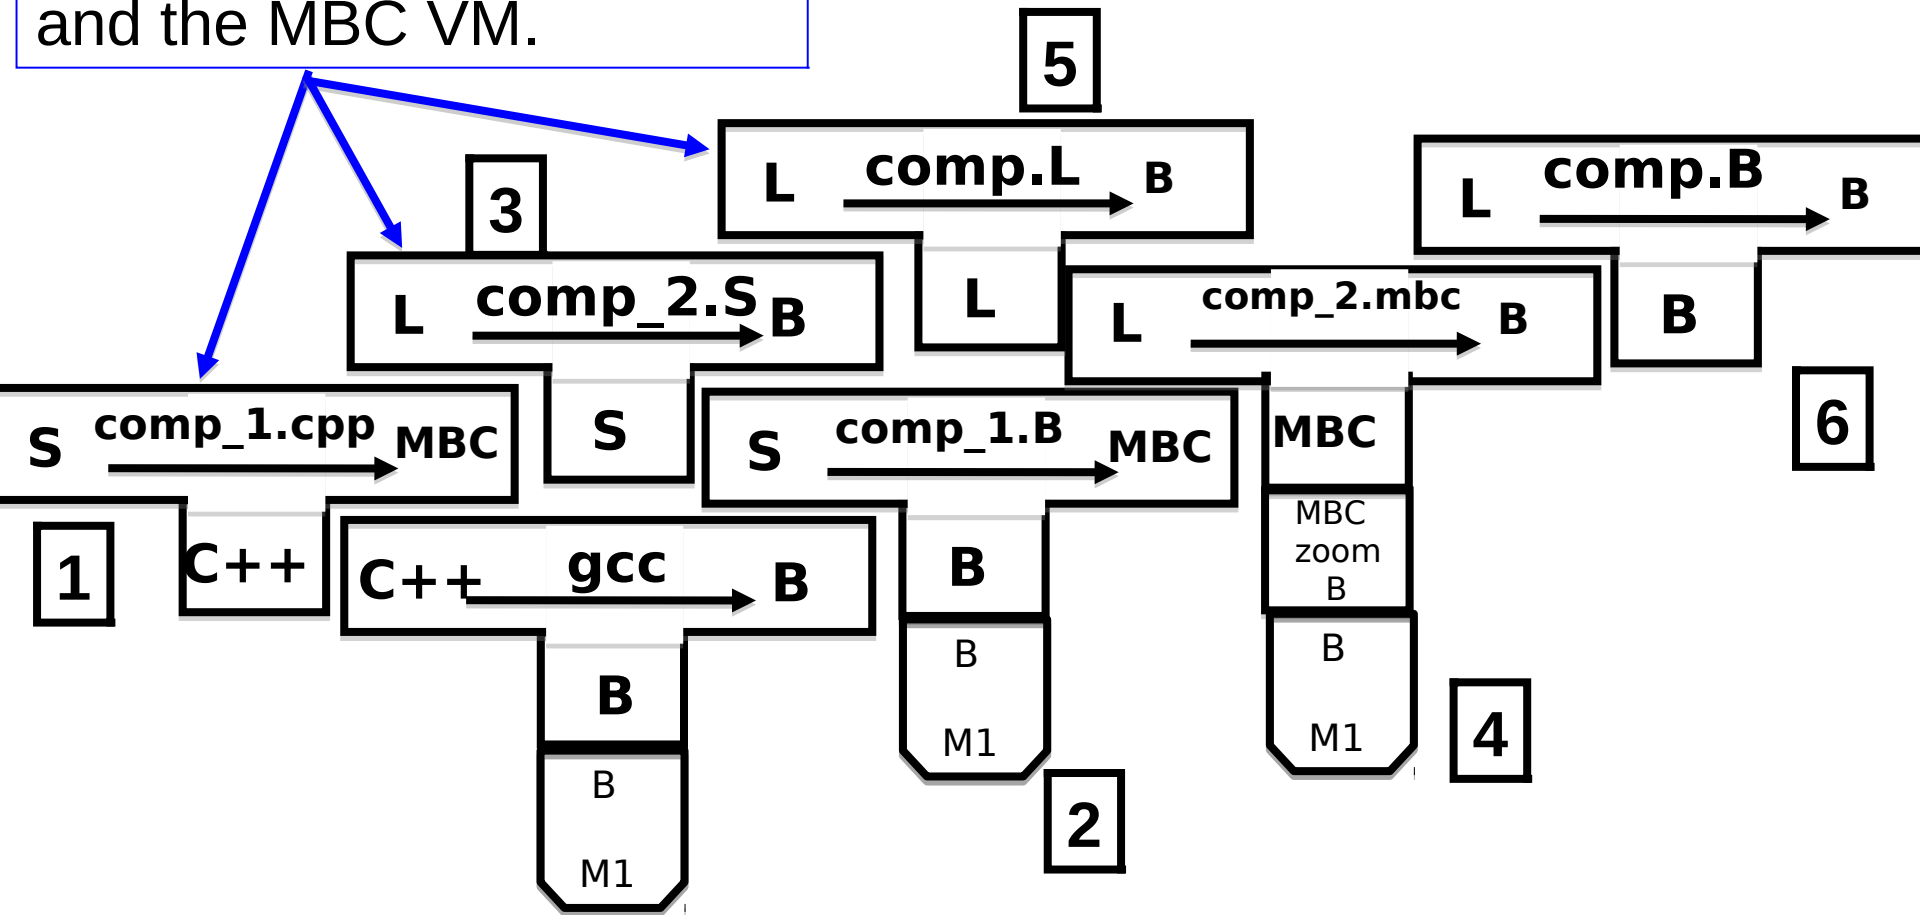 and the MBC VM.
5
L comp.L B
L
L comp.B B
B
6
3
L comp_2.S B
S
L comp_2.mbc B
MBC
MBC
zoom
B
B
M1
4
S comp_1.cpp MBC
C++
1
S comp_1.B MBC
B
B
M1
2
C++ gcc B
B
B
M1